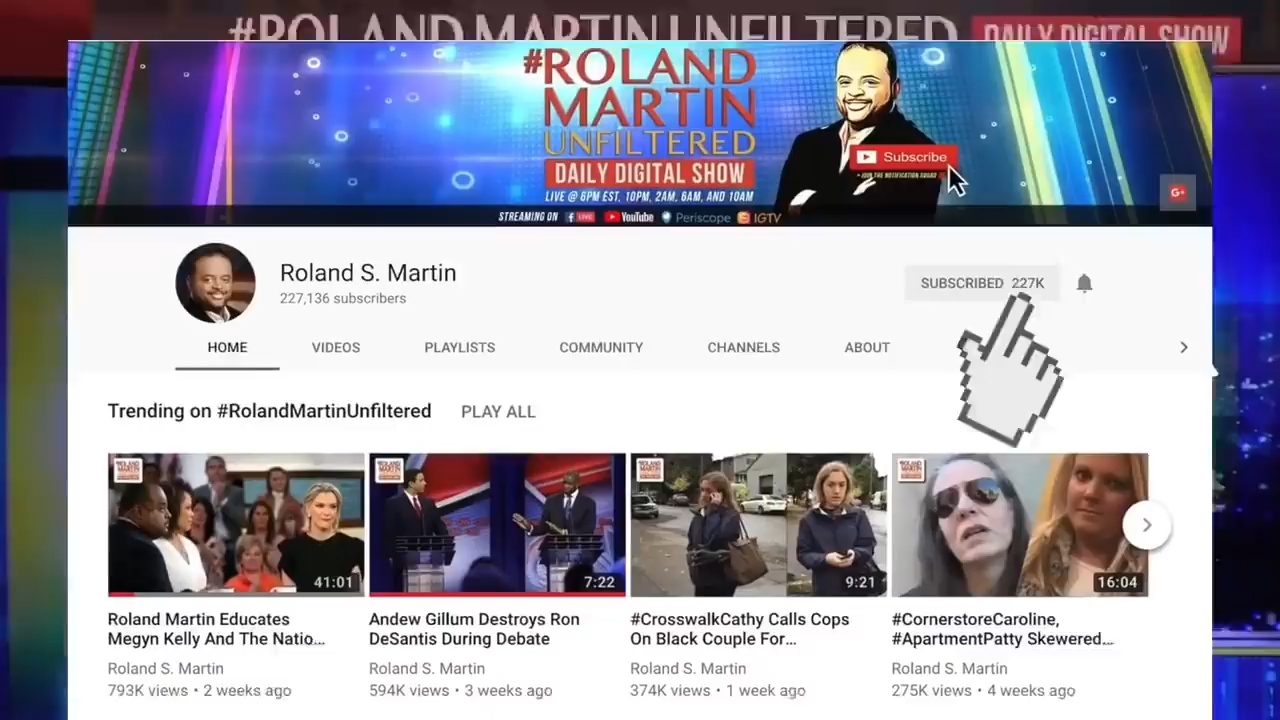 #ROLAND MARTIN UNFILTERED DAILY DIGITAL SHOW
#ROLAND
MARTIN
UNFILTERED
DAILY DIGITAL SHOW
LIVE @ 6PM EST, 10PM, 2AM, 6AM, AND 10AM
STREAMING ON f LIVE YouTube Periscope IGTV
Subscribe
- JOIN THE NOTIFICATION SQUAD
G+
Roland S. Martin
227,136 subscribers
SUBSCRIBED 227K
HOME VIDEOS PLAYLISTS COMMUNITY CHANNELS ABOUT
Trending on #RolandMartinUnfiltered PLAY ALL
41:01
7:22
9:21
16:04
Roland Martin Educates
Megyn Kelly And The Natio...
Roland S. Martin
793K views • 2 weeks ago
Andew Gillum Destroys Ron
DeSantis During Debate
Roland S. Martin
594K views • 3 weeks ago
#CrosswalkCathy Calls Cops
On Black Couple For...
Roland S. Martin
374K views • 1 week ago
#CornerstoreCaroline,
#ApartmentPatty Skewered...
Roland S. Martin
275K views • 4 weeks ago